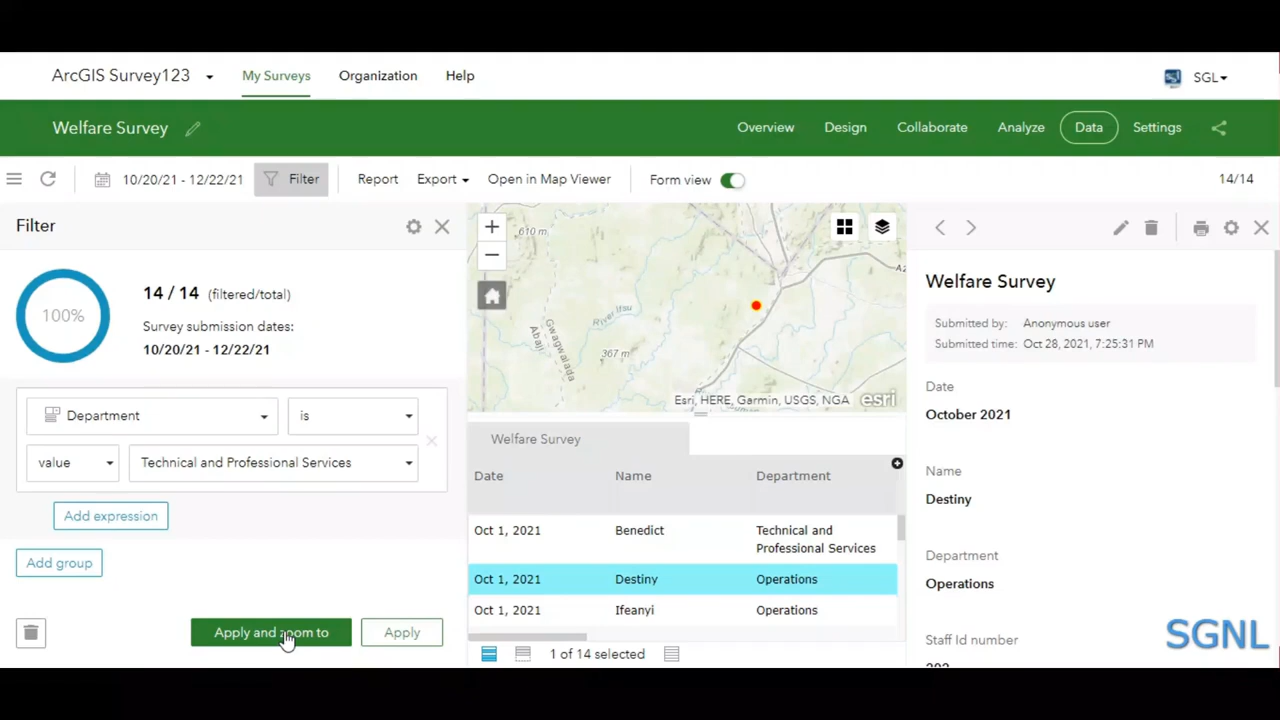 ArcGIS Survey123
My Surveys
Organization
Help
SGL
Welfare Survey
Overview
Design
Collaborate
Analyze
Data
Settings
10/20/21 - 12/22/21
Filter
Report
Export
Open in Map Viewer
Form view
14/14
Filter
100%
14 / 14 (filtered/total)
Survey submission dates:
10/20/21 - 12/22/21
Department
is
value
Technical and Professional Services
Add expression
Add group
Apply and zoom to
Apply
610 m
River Ifsu
Abaji
Gwagwalada
367 m
A2
Esri, HERE, Garmin, USGS, NGA
esri
Welfare Survey
Date
Name
Department
Oct 1, 2021
Benedict
Technical and
Professional Services
Oct 1, 2021
Destiny
Operations
Oct 1, 2021
Ifeanyi
Operations
1 of 14 selected
Welfare Survey
Submitted by: Anonymous user
Submitted time: Oct 28, 2021, 7:25:31 PM
Date
October 2021
Name
Destiny
Department
Operations
Staff Id number
SGNL